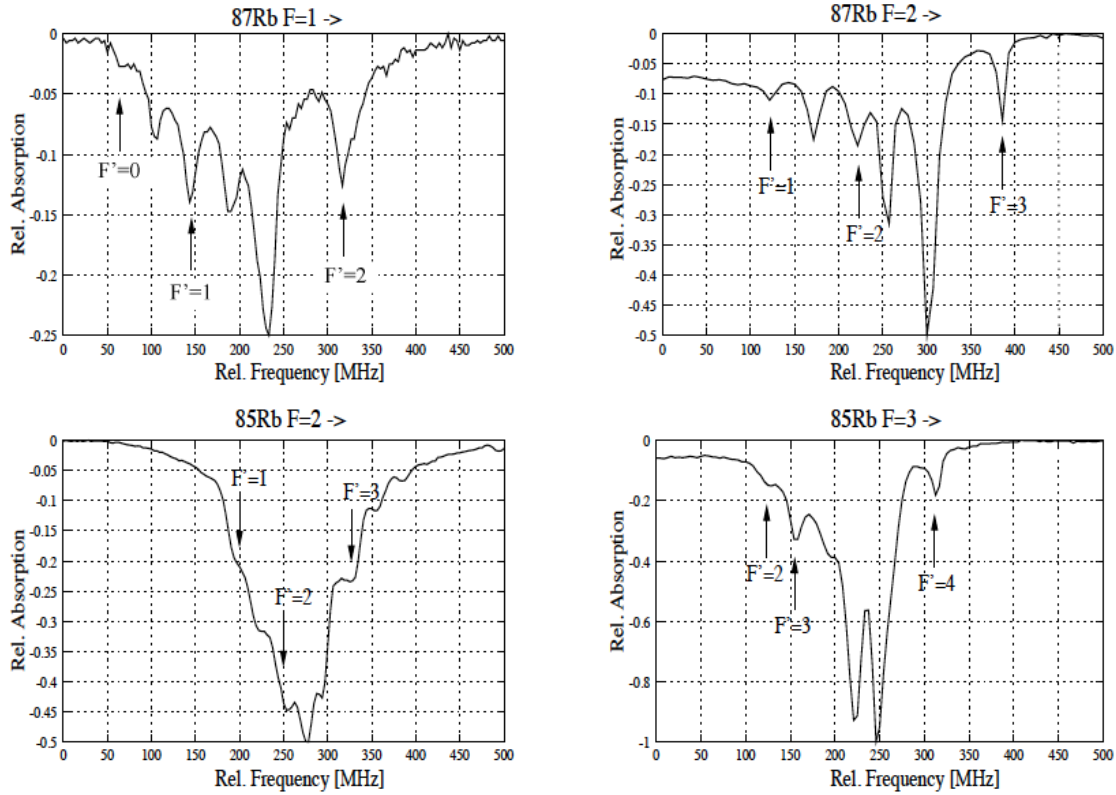 87Rb F=1 ->
0
-0.05
-0.1
-0.15
-0.2
-0.25
Rel. Absorption
F'=0
F'=1
F'=2
0 50 100 150 200 250 300 350 400 450 500
Rel. Frequency [MHz]
87Rb F=2 ->
0
-0.05
-0.1
-0.15
-0.2
-0.25
-0.3
-0.35
-0.4
-0.45
-0.5
Rel. Absorption
F'=1
F'=2
F'=3
0 50 100 150 200 250 300 350 400 450 500
Rel. Frequency [MHz]
85Rb F=2 ->
0
-0.05
-0.1
-0.15
-0.2
-0.25
-0.3
-0.35
-0.4
-0.45
-0.5
Rel. Absorption
F'=1
F'=3
F'=2
0 50 100 150 200 250 300 350 400 450 500
Rel. Frequency [MHz]
85Rb F=3 ->
0
-0.2
-0.4
-0.6
-0.8
-1
Rel. Absorption
F'=2
F'=4
F'=3
0 50 100 150 200 250 300 350 400 450 500
Rel. Frequency [MHz]